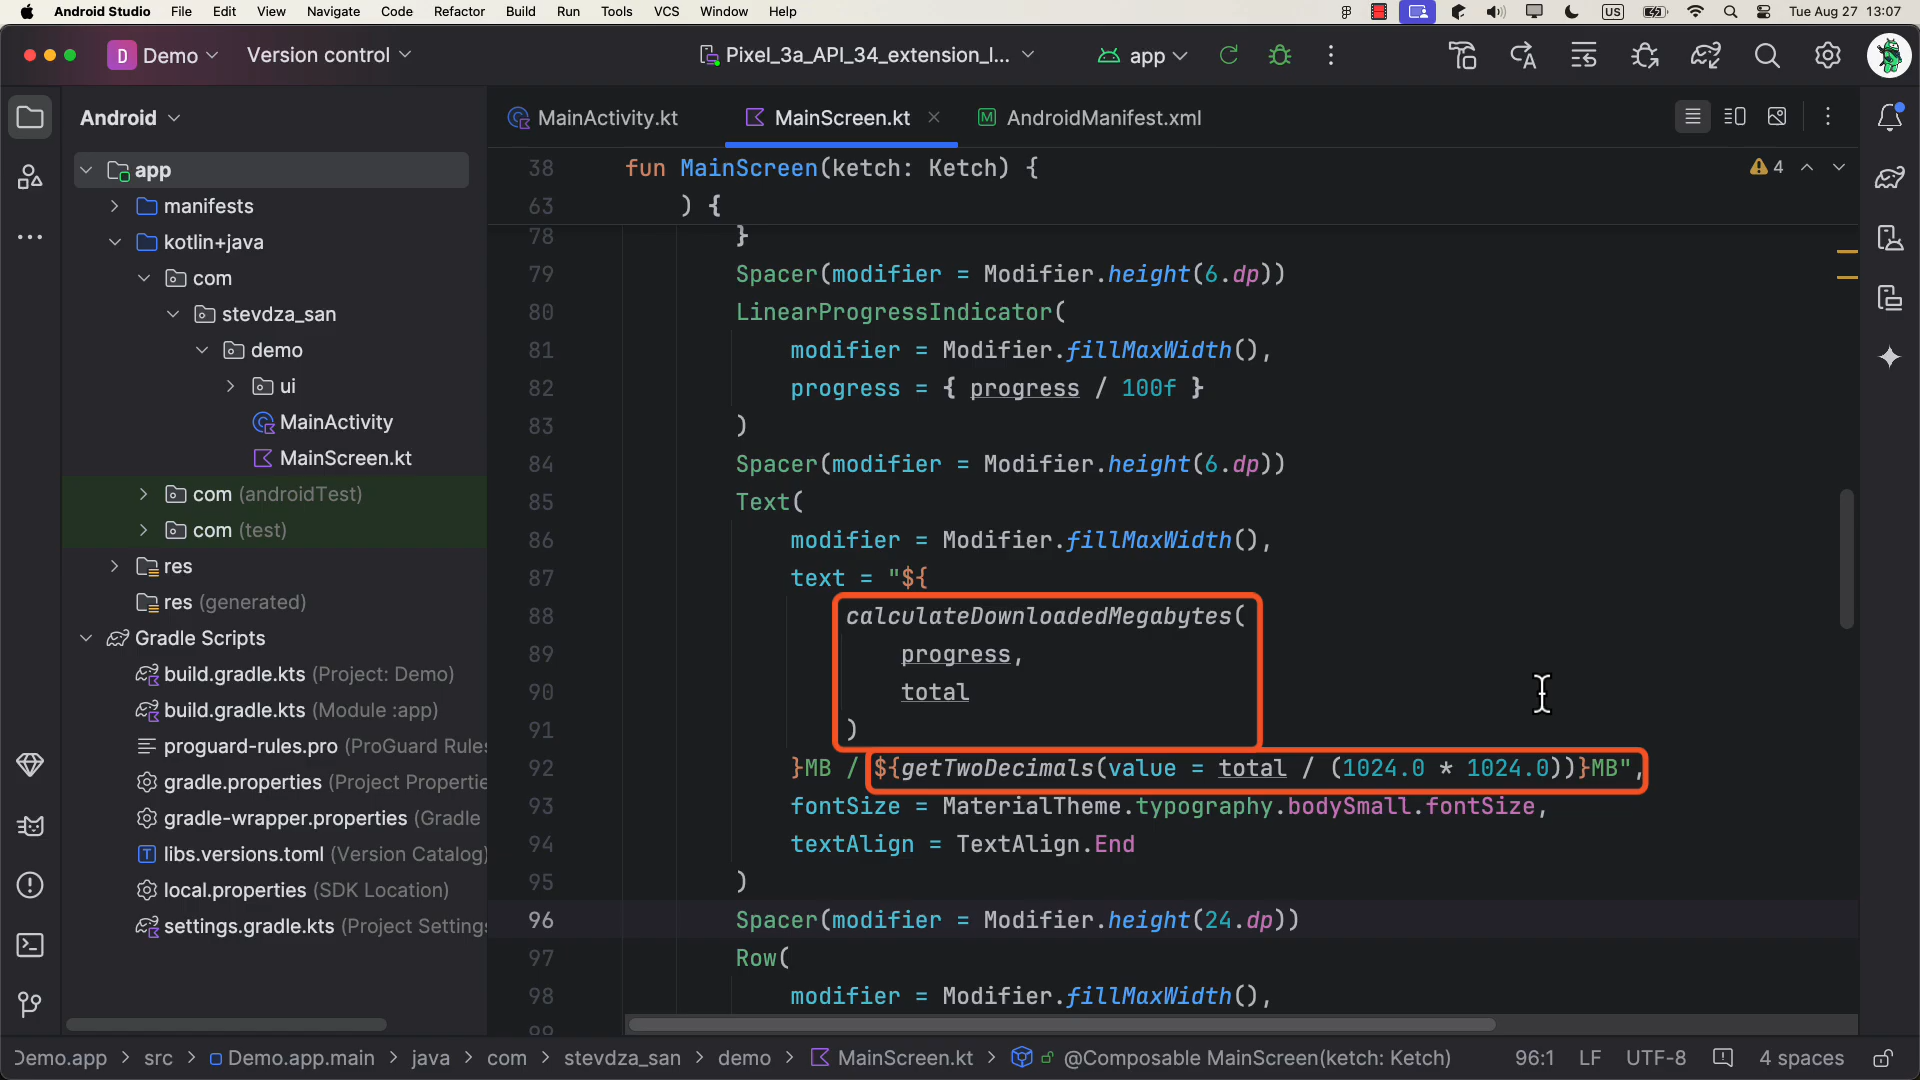 Android Studio File Edit View Navigate Code Refactor Build Run Tools VCS Window Help US Tue Aug 27 13:07
D Demo Version control Pixel_3a_API_34_extension_l... app
Android
app
manifests
kotlin+java
com
stevdza_san
demo
ui
MainActivity
MainScreen.kt
com (androidTest)
com (test)
res
res (generated)
Gradle Scripts
build.gradle.kts (Project: Demo)
build.gradle.kts (Module :app)
proguard-rules.pro (ProGuard Rules
gradle.properties (Project Propertie
gradle-wrapper.properties (Gradle
libs.versions.toml (Version Catalog)
local.properties (SDK Location)
settings.gradle.kts (Project Settings
MainActivity.kt MainScreen.kt AndroidManifest.xml
38 fun MainScreen(ketch: Ketch) { 4
63 ) {
78 }
79 Spacer(modifier = Modifier.height(6.dp))
80 LinearProgressIndicator(
81 modifier = Modifier.fillMaxWidth(),
82 progress = { progress / 100f }
83 )
84 Spacer(modifier = Modifier.height(6.dp))
85 Text(
86 modifier = Modifier.fillMaxWidth(),
87 text = "${
88 calculateDownloadedMegabytes(
89 progress,
90 total
91 )
92 }MB / ${getTwoDecimals(value = total / (1024.0 * 1024.0))}MB",
93 fontSize = MaterialTheme.typography.bodySmall.fontSize,
94 textAlign = TextAlign.End
95 )
96 Spacer(modifier = Modifier.height(24.dp))
97 Row(
98 modifier = Modifier.fillMaxWidth(),
99
Demo.app > src > Demo.app.main > java > com > stevdza_san > demo > MainScreen.kt > @Composable MainScreen(ketch: Ketch) 96:1 LF UTF-8 4 spaces